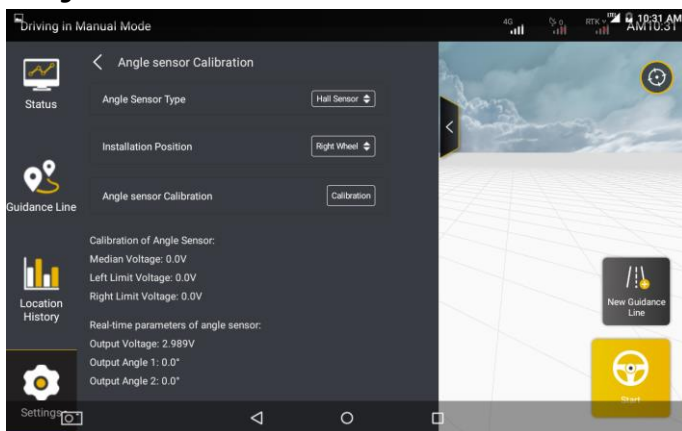 Driving in Manual Mode
4G
RTK
10:31 AM
AM10:31
Status
Angle sensor Calibration
Angle Sensor Type
Hall Sensor
Installation Position
Right Wheel
Guidance Line
Angle sensor Calibration
Calibration
Calibration of Angle Sensor:
Median Voltage: 0.0V
Left Limit Voltage: 0.0V
Right Limit Voltage: 0.0V
Location
History
Real-time parameters of angle sensor:
Output Voltage: 2.989V
Output Angle 1: 0.0°
Output Angle 2: 0.0°
Settings
New Guidance
Line
Start